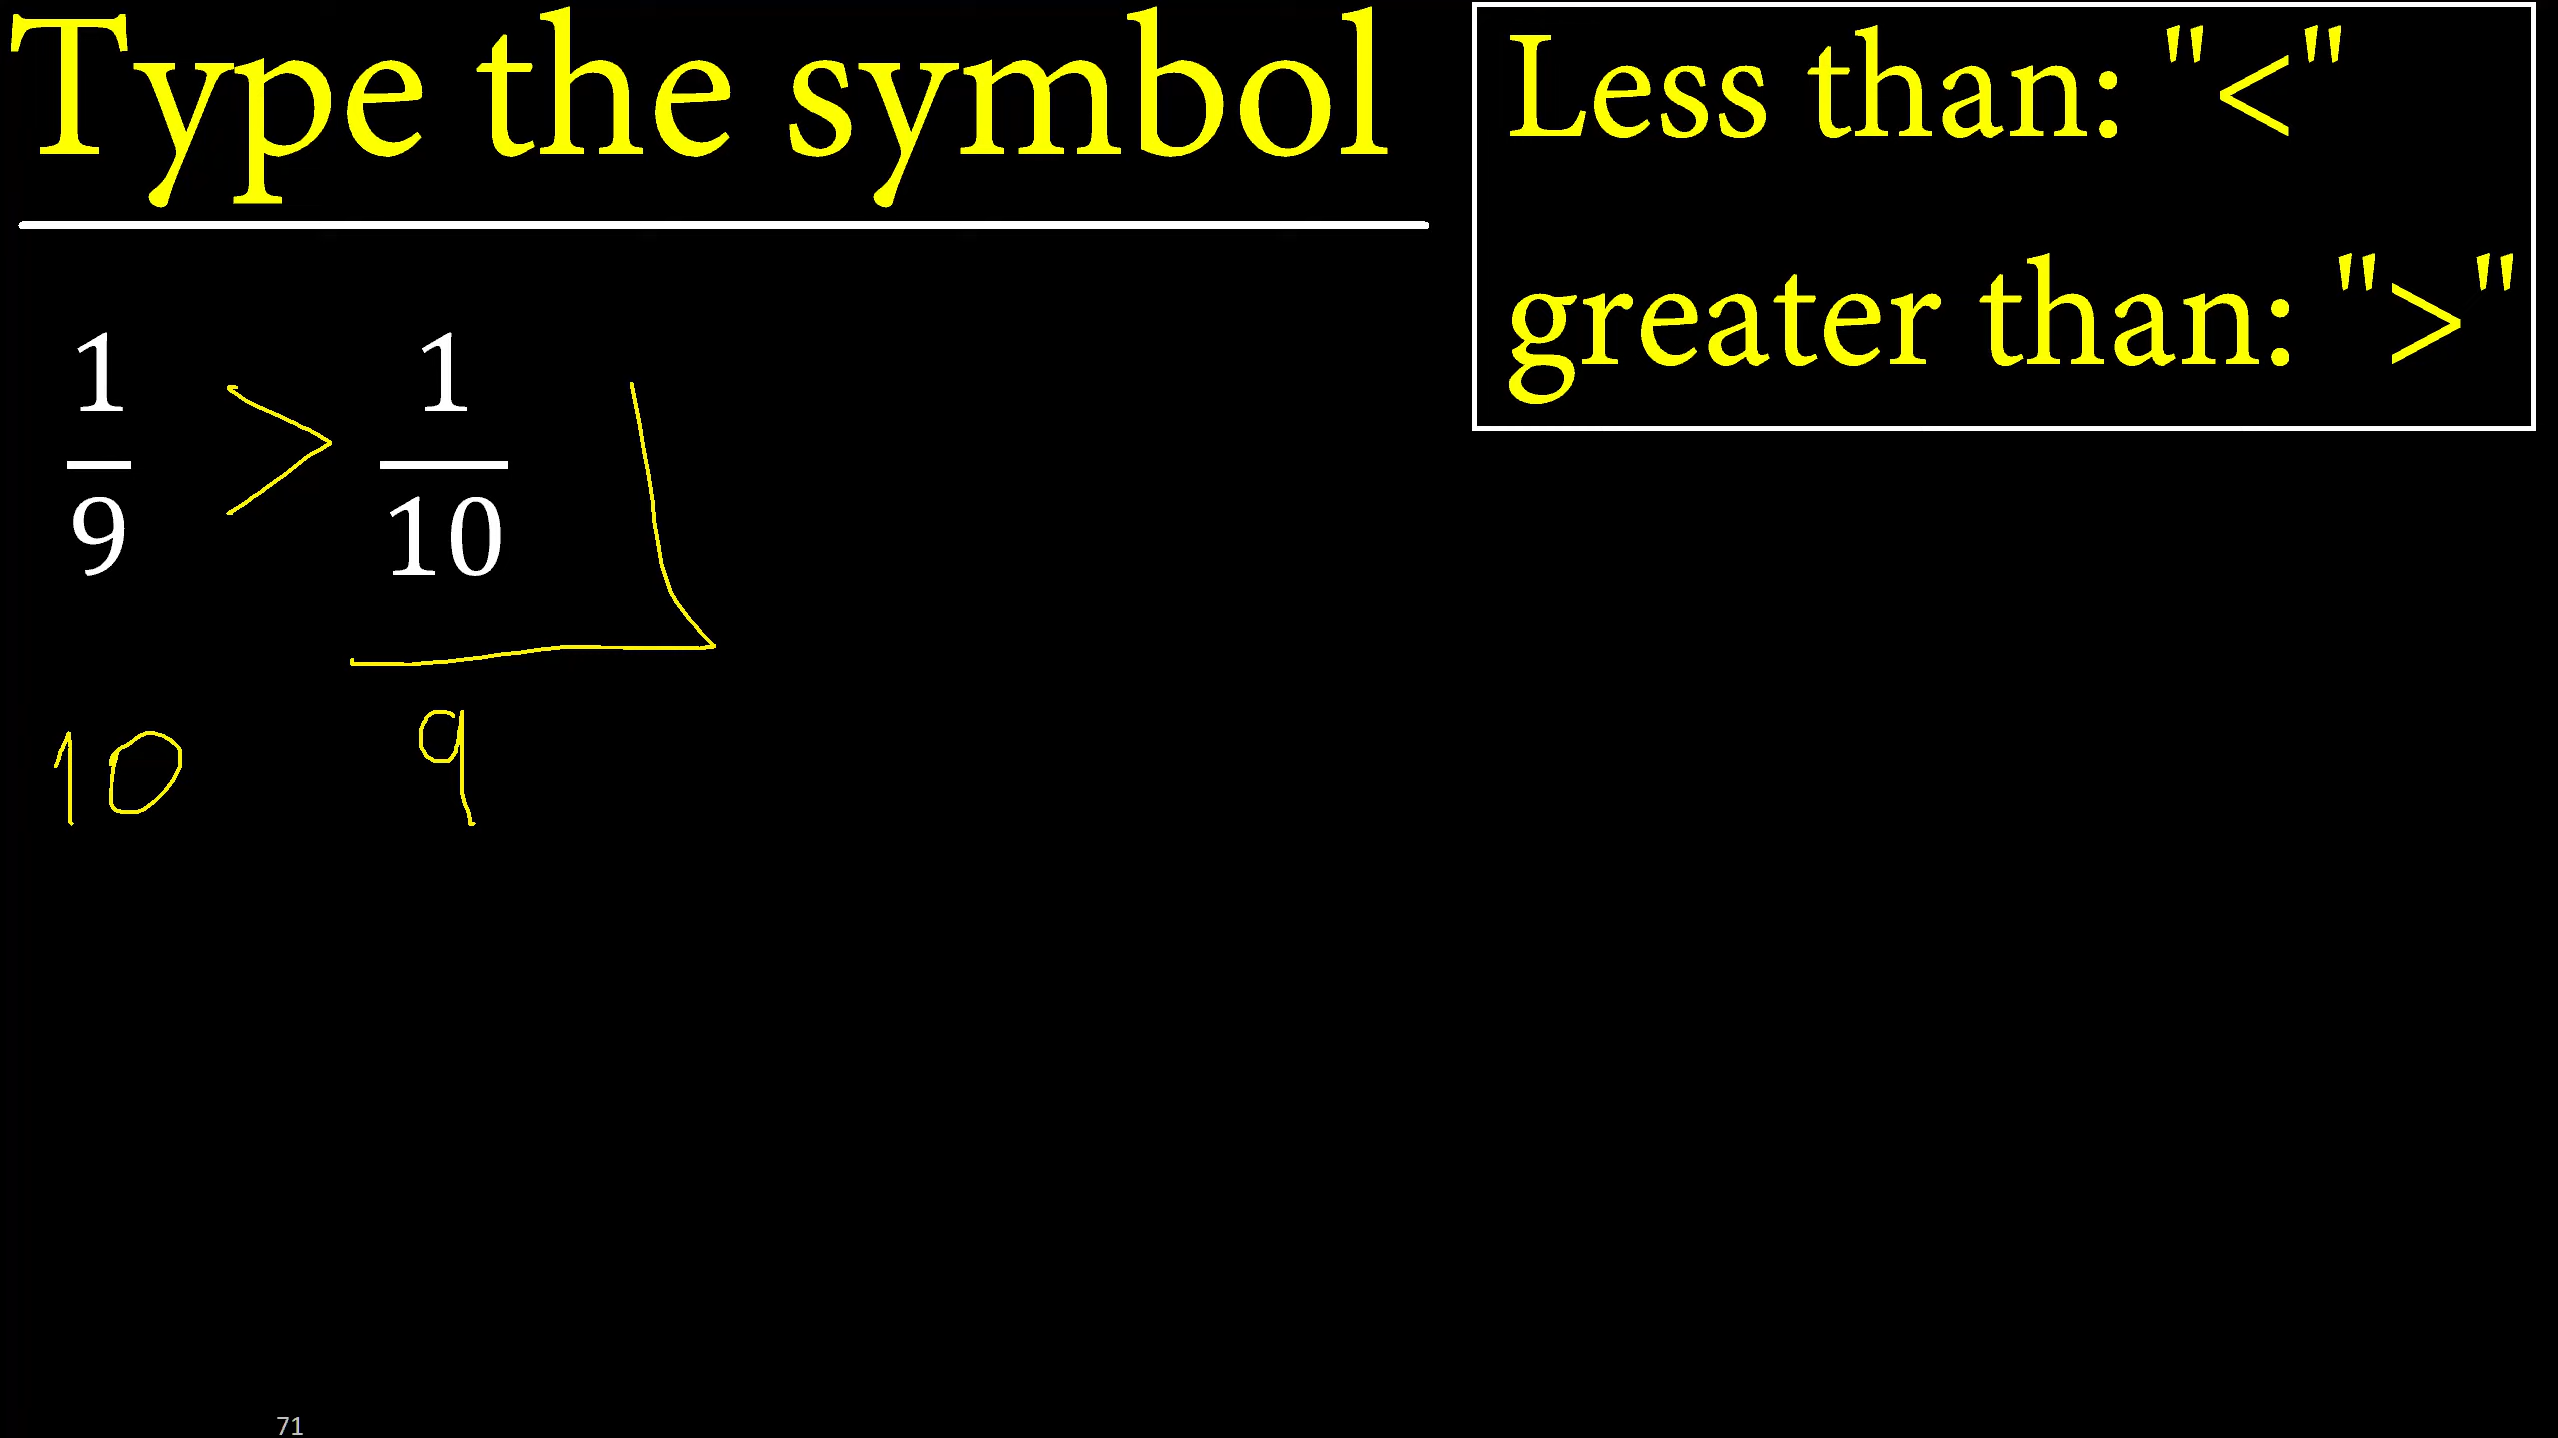 Type the symbol
Less than: "<"
greater than: ">"
1/9 > 1/10
10 9
71